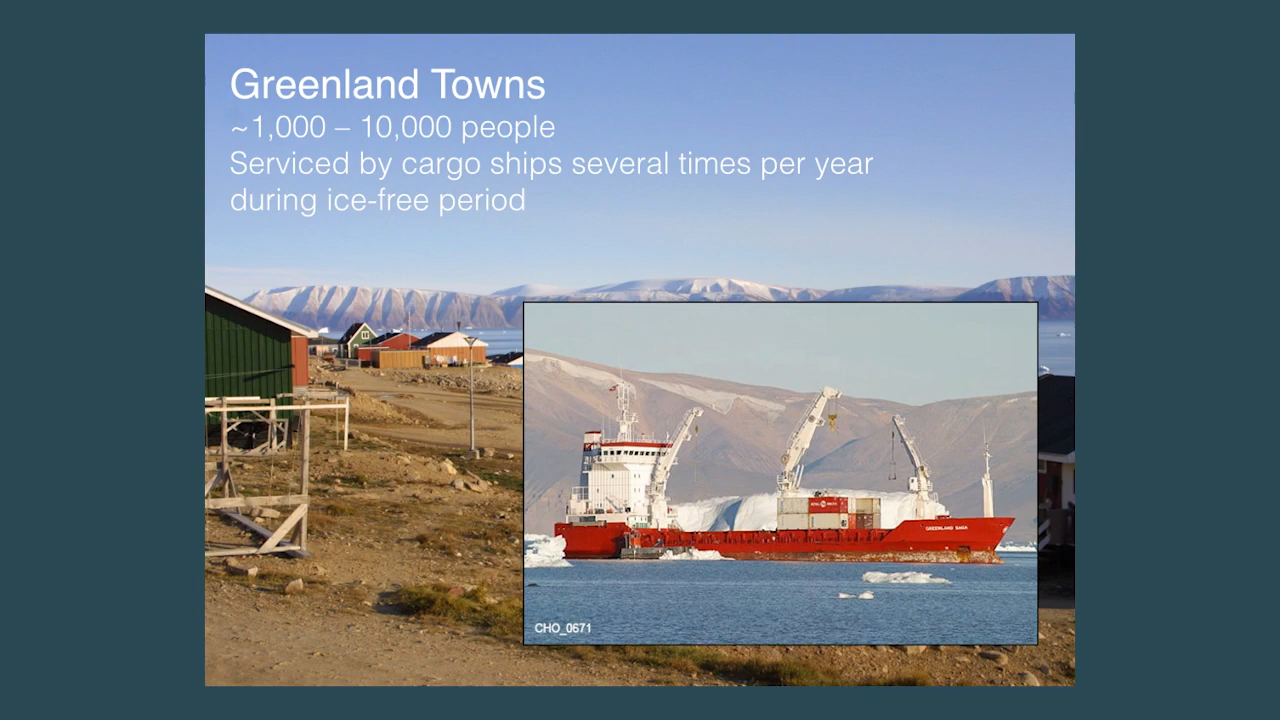 Greenland Towns
~1,000 – 10,000 people
Serviced by cargo ships several times per year
during ice-free period
GREENLAND SAGA
CHO_0671